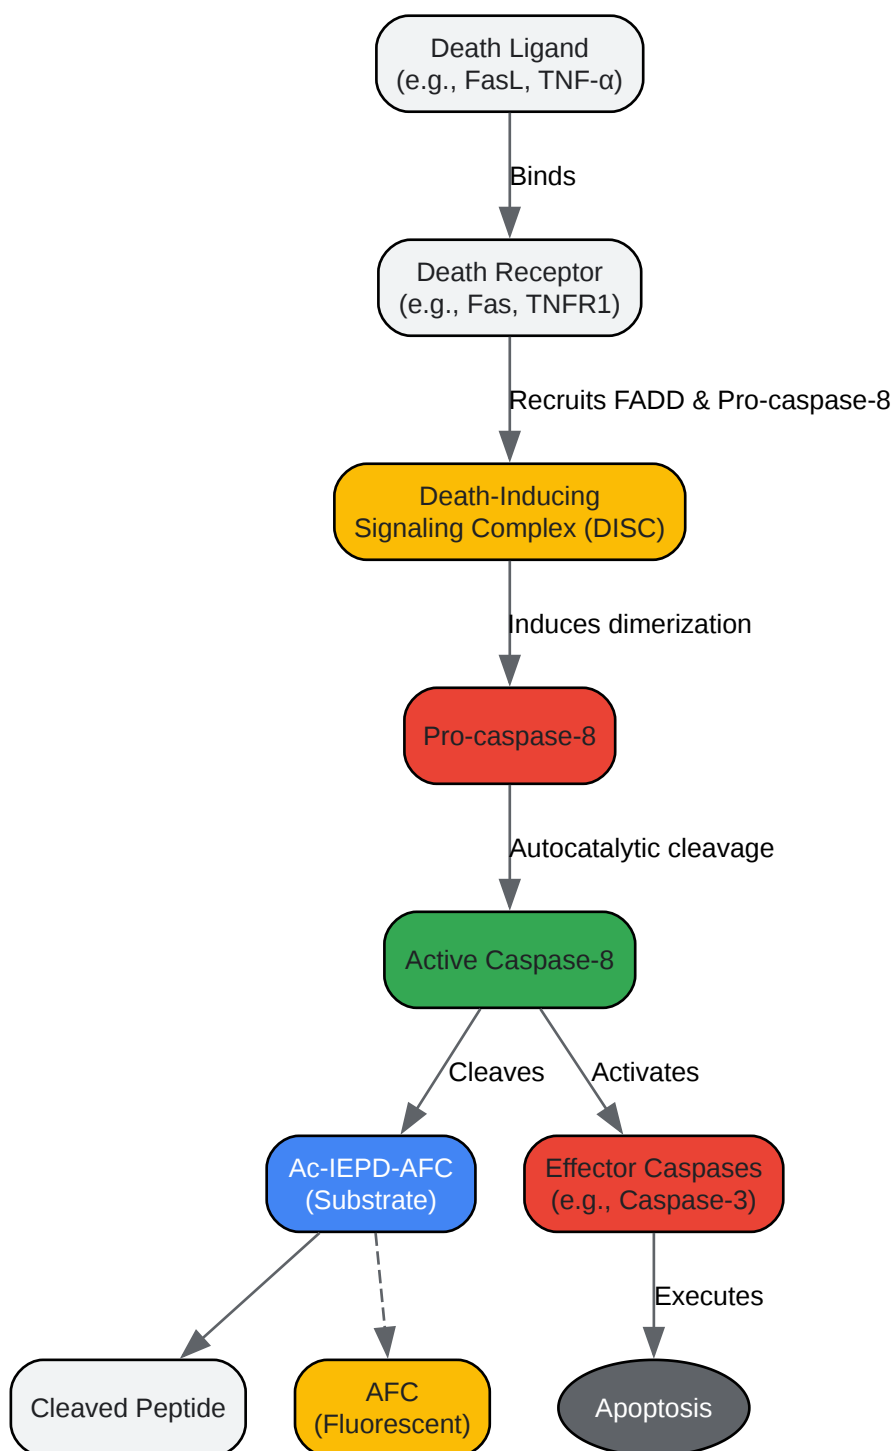 Death Ligand
(e.g., FasL, TNF-α)
Binds
Death Receptor
(e.g., Fas, TNFR1)
Recruits FADD & Pro-caspase-8
Death-Inducing
Signaling Complex (DISC)
Induces dimerization
Pro-caspase-8
Autocatalytic cleavage
Active Caspase-8
Cleaves
Activates
Ac-IEPD-AFC
(Substrate)
Effector Caspases
(e.g., Caspase-3)
Executes
Cleaved Peptide
AFC
(Fluorescent)
Apoptosis